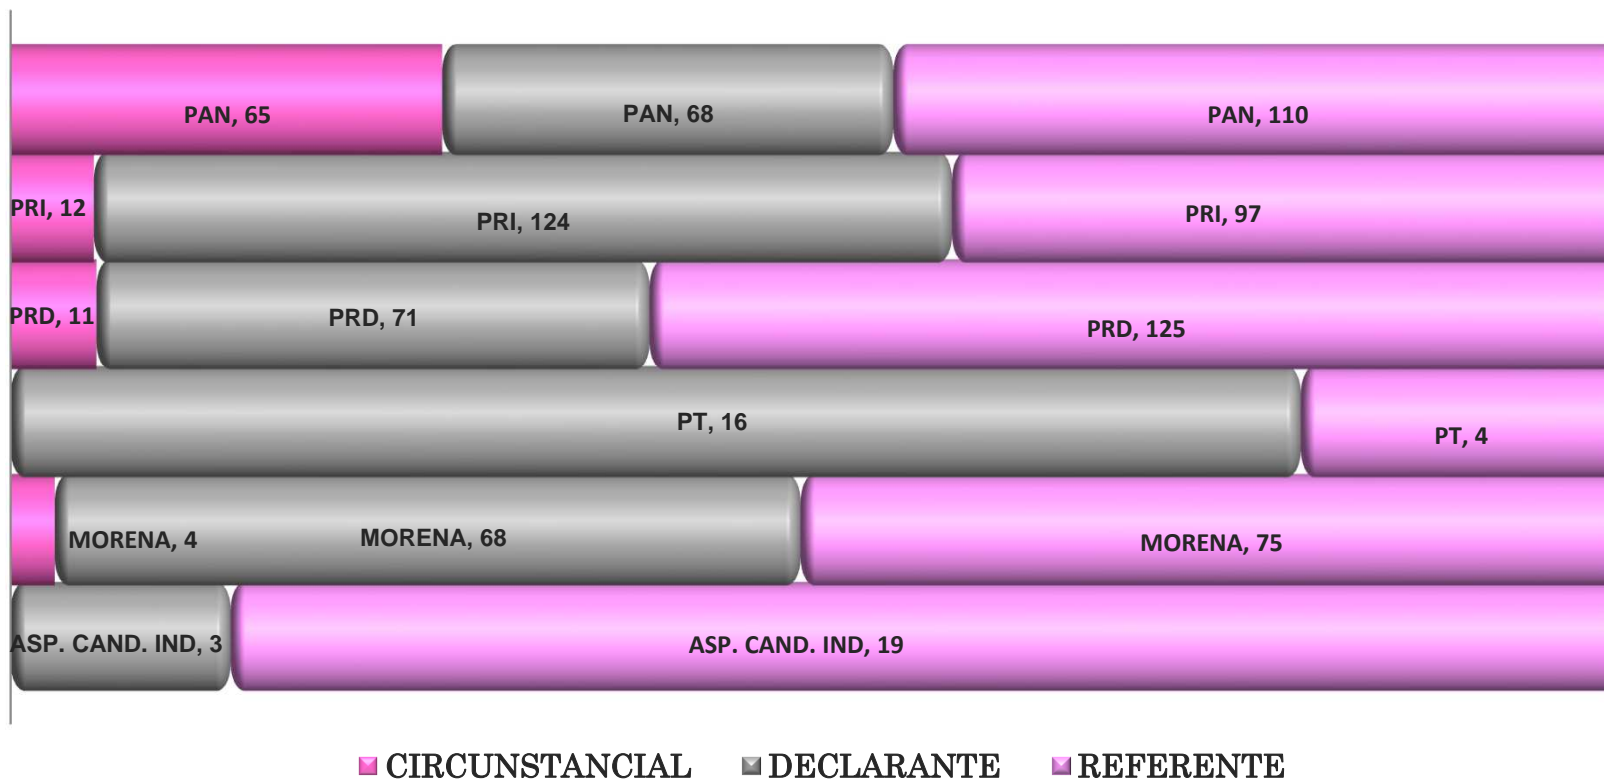 PAN, 65
PAN, 68
PAN, 110
PRI, 12
PRI, 124
PRI, 97
PRD, 11
PRD, 71
PRD, 125
PT, 16
PT, 4
MORENA, 4
MORENA, 68
MORENA, 75
ASP. CAND. IND, 3
ASP. CAND. IND, 19
CIRCUNSTANCIAL
DECLARANTE
REFERENTE